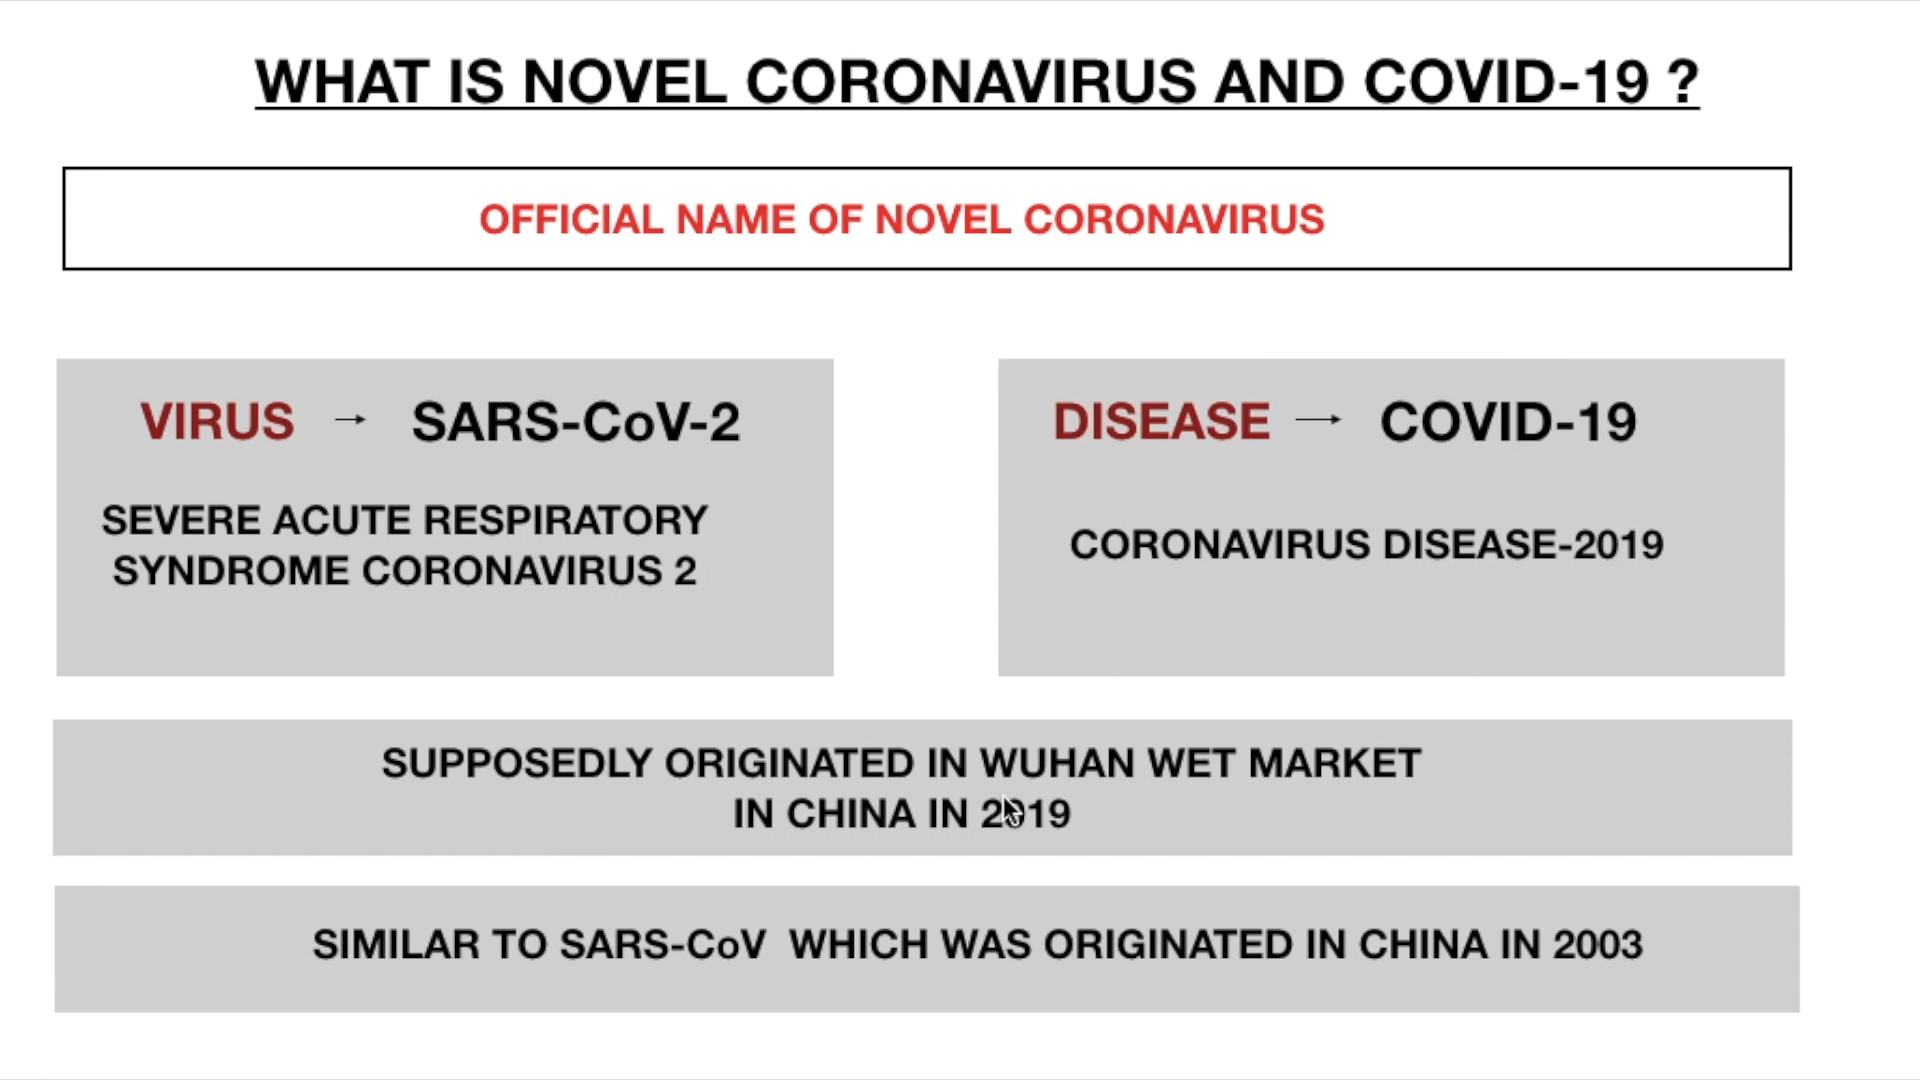 WHAT IS NOVEL CORONAVIRUS AND COVID-19 ?
OFFICIAL NAME OF NOVEL CORONAVIRUS
VIRUS → SARS-CoV-2
SEVERE ACUTE RESPIRATORY
SYNDROME CORONAVIRUS 2
DISEASE → COVID-19
CORONAVIRUS DISEASE-2019
SUPPOSEDLY ORIGINATED IN WUHAN WET MARKET
IN CHINA IN 2019
SIMILAR TO SARS-CoV WHICH WAS ORIGINATED IN CHINA IN 2003